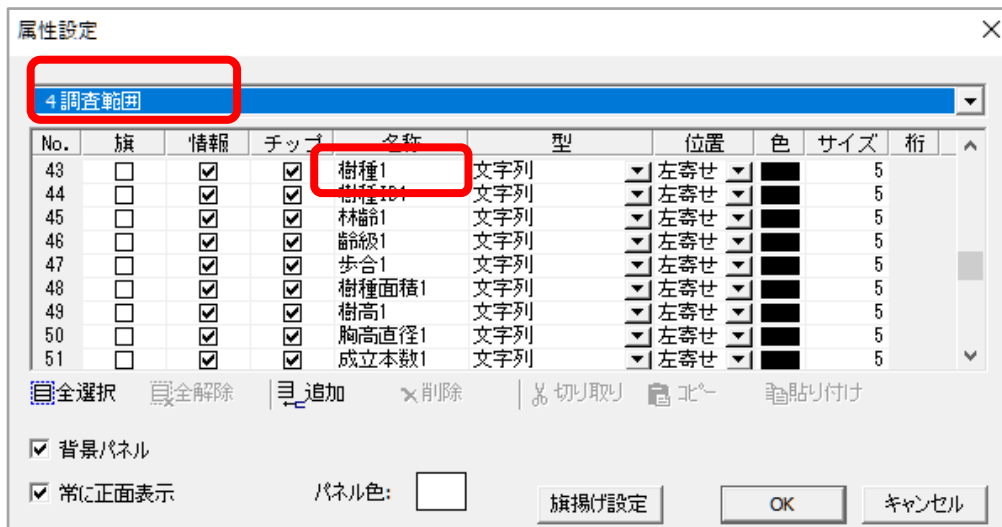 属性設定
4調査範囲
No. 旗 情報 チップ 名称 型 位置 色 サイズ 桁
43 樹種1 文字列 左寄せ 5
44 樹種ID1 文字列 左寄せ 5
45 林齢1 文字列 左寄せ 5
46 齢級1 文字列 左寄せ 5
47 歩合1 文字列 左寄せ 5
48 樹種面積1 文字列 左寄せ 5
49 樹高1 文字列 左寄せ 5
50 胸高直径1 文字列 左寄せ 5
51 成立本数1 文字列 左寄せ 5
全選択 全解除 追加 削除 切り取り コピー 貼り付け
背景パネル
常に正面表示 パネル色: 旗揚げ設定 OK キャンセル